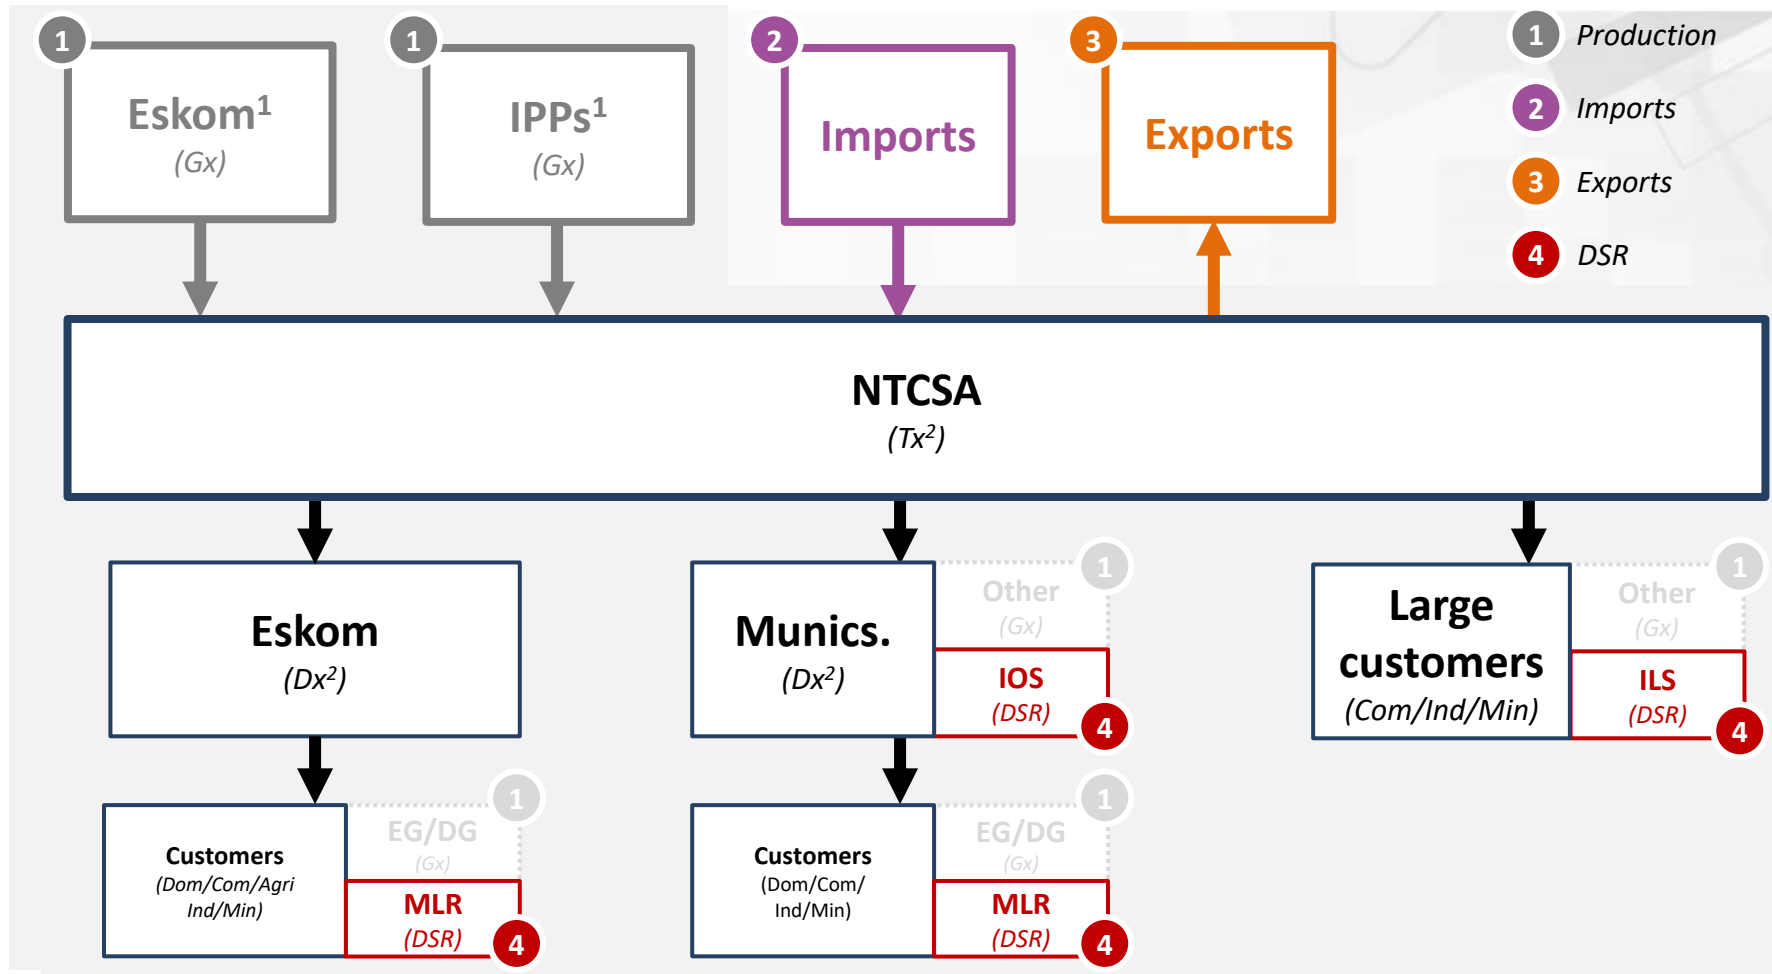 1
1
2
3
1 Production
Eskom¹
(Gx)
IPPs¹
(Gx)
Imports
Exports
2 Imports
3 Exports
4 DSR
NTCSA
(Tx²)
Eskom
(Dx²)
Munics.
(Dx²)
1
Other
(Gx)
IOS
(DSR)
4
Large
customers
(Com/Ind/Min)
1
Other
(Gx)
ILS
(DSR)
4
Customers
(Dom/Com/Agri
Ind/Min)
1
EG/DG
(Gx)
MLR
(DSR)
4
Customers
(Dom/Com/
Ind/Min)
1
EG/DG
(Gx)
MLR
(DSR)
4